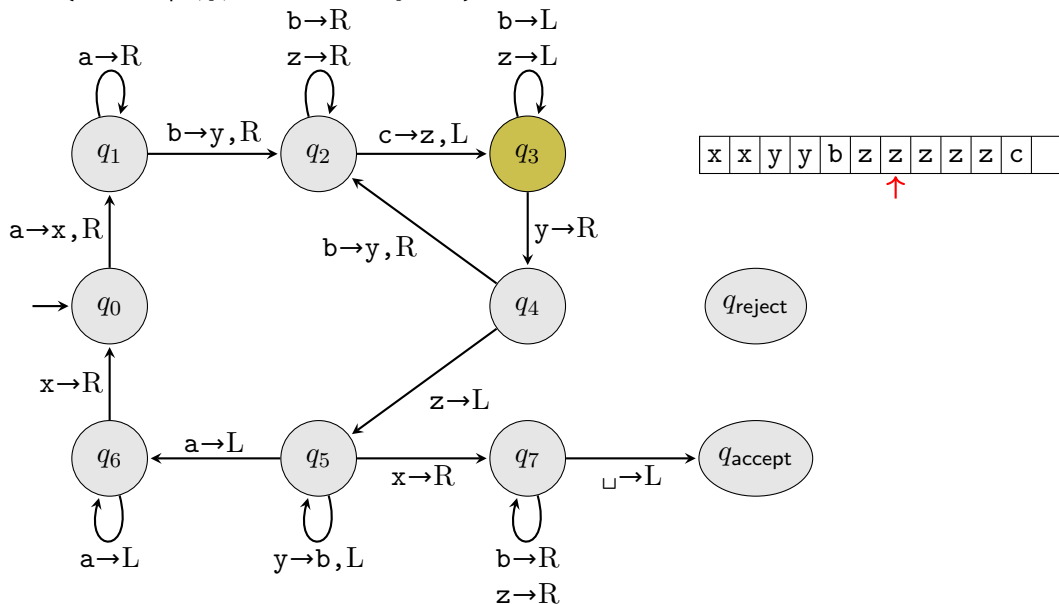 b→R
z→R
b→L
z→L
a→R
q1
b→y,R
q2
c→z,L
q3
x x y y b z z z z z c
↑
a→x,R
b→y,R
y→R
q0
q4
qreject
x→R
z→L
q6
a→L
q5
x→R
q7
␣→L
qaccept
a→L
y→b,L
b→R
z→R